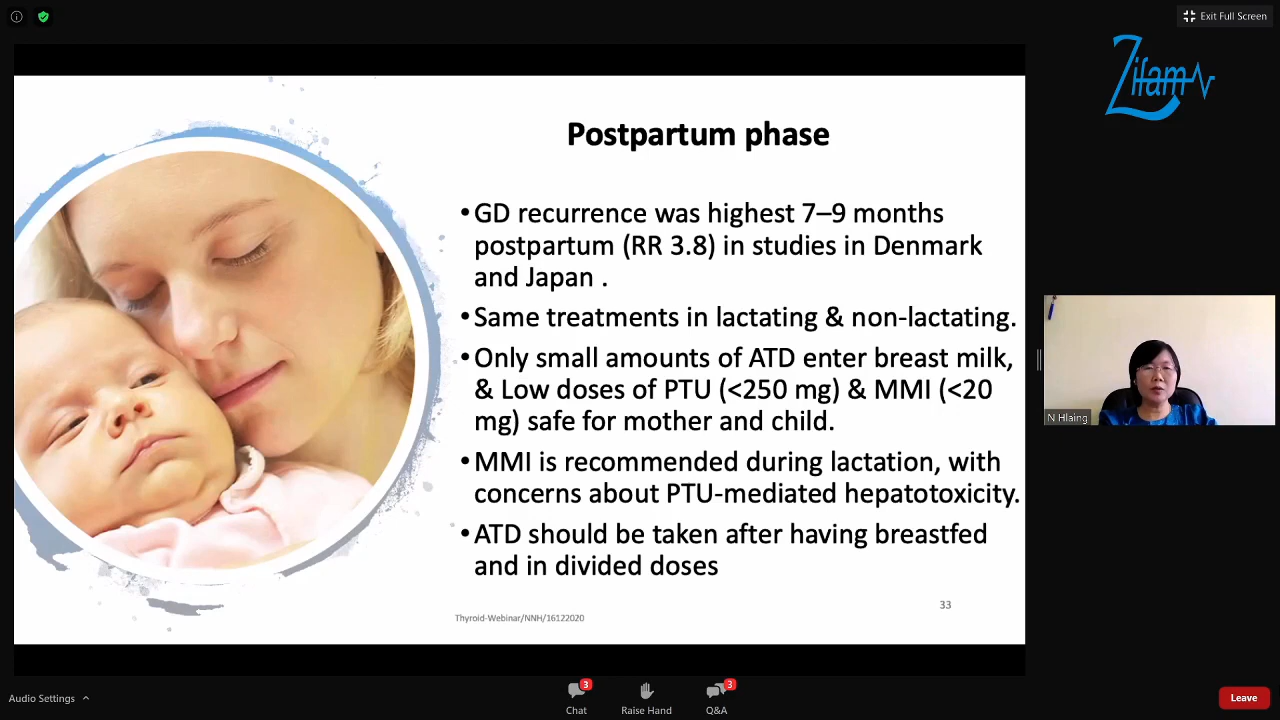 Exit Full Screen
Zifam
Postpartum phase
•GD recurrence was highest 7–9 months
postpartum (RR 3.8) in studies in Denmark
and Japan .
•Same treatments in lactating & non-lactating.
•Only small amounts of ATD enter breast milk,
& Low doses of PTU (<250 mg) & MMI (<20
mg) safe for mother and child.
•MMI is recommended during lactation, with
concerns about PTU-mediated hepatotoxicity.
•ATD should be taken after having breastfed
and in divided doses
33
Thyroid-Webinar/NNH/16122020
N Hlaing
Audio Settings
3
Chat
Raise Hand
3
Q&A
Leave